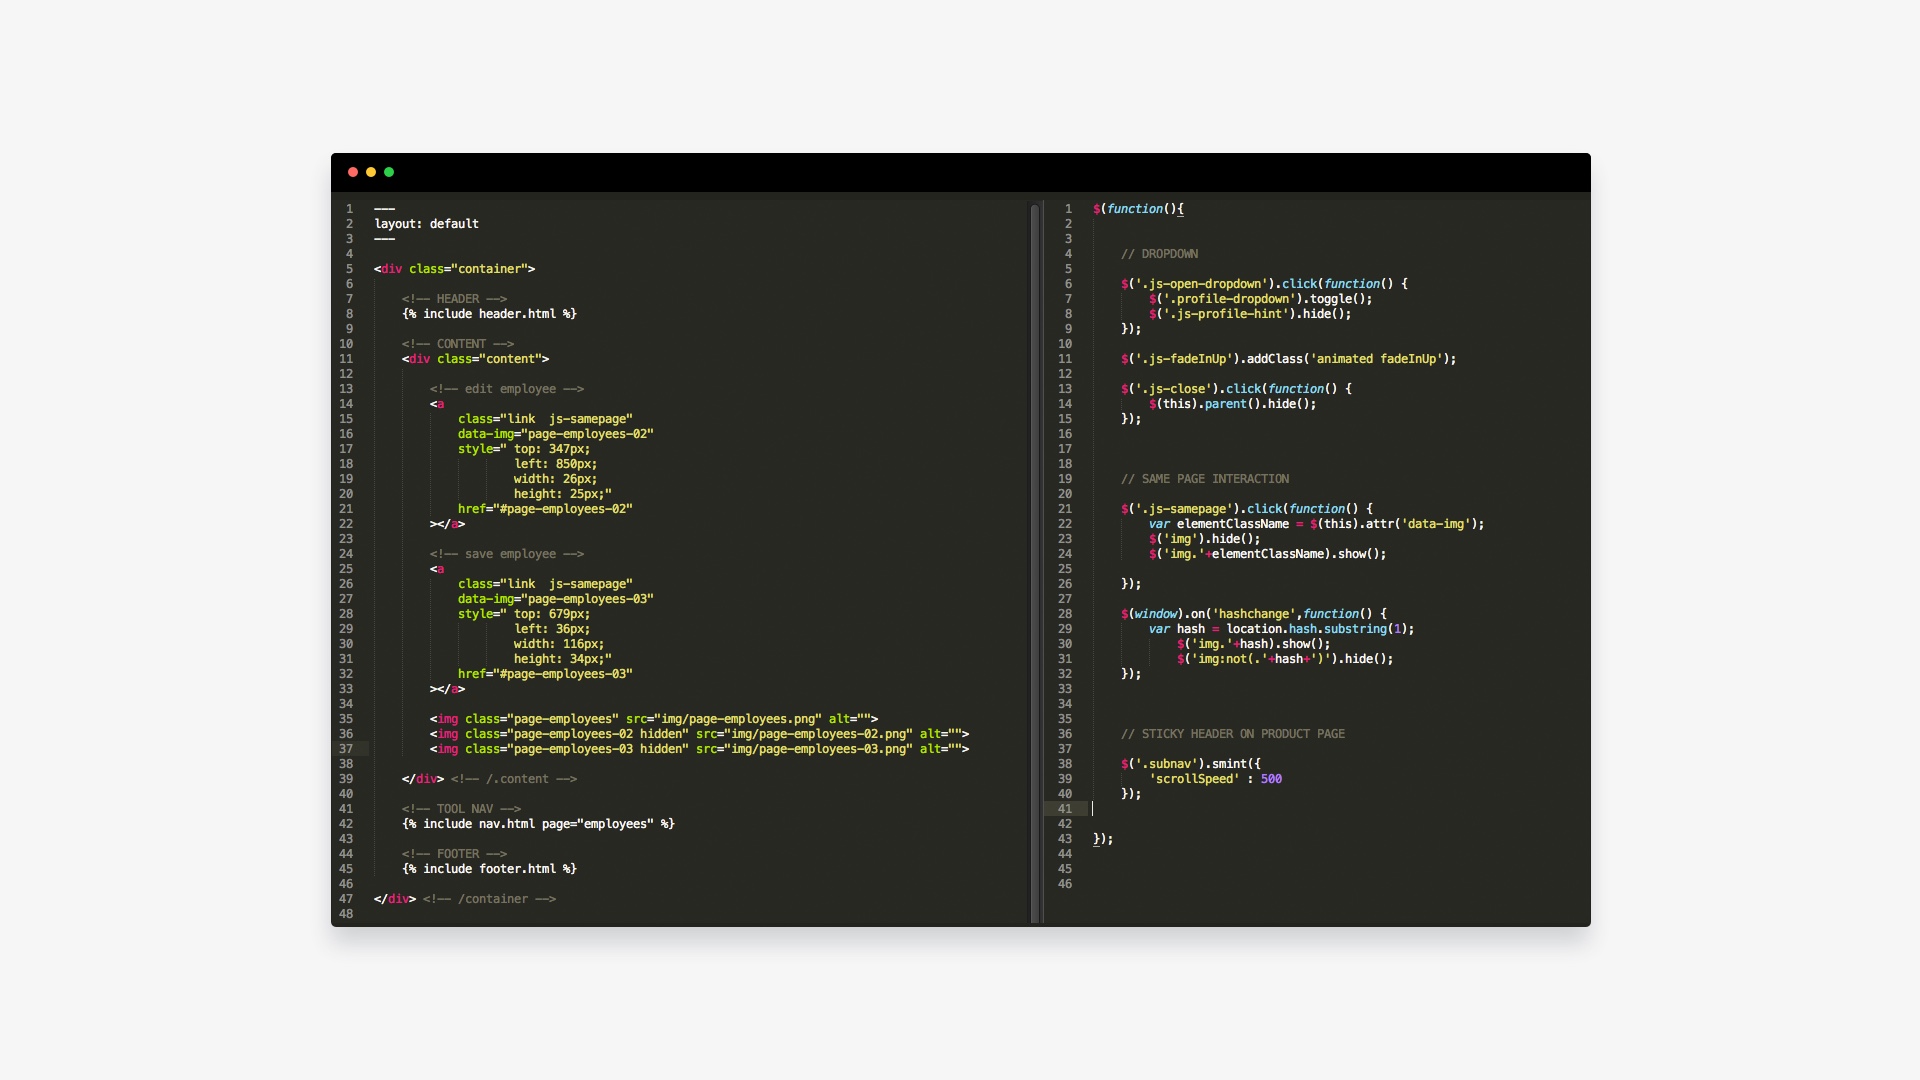 1 ---
2 layout: default
3 ---
4
5 <div class="container">
6
7 <!-- HEADER -->
8 {% include header.html %}
9
10 <!-- CONTENT -->
11 <div class="content">
12
13 <!-- edit employee -->
14 <a
15 class="link  js-samepage"
16 data-img="page-employees-02"
17 style=" top: 347px;
18 left: 850px;
19 width: 26px;
20 height: 25px;"
21 href="#page-employees-02"
22 ></a>
23
24 <!-- save employee -->
25 <a
26 class="link  js-samepage"
27 data-img="page-employees-03"
28 style=" top: 679px;
29 left: 36px;
30 width: 116px;
31 height: 34px;"
32 href="#page-employees-03"
33 ></a>
34
35 <img class="page-employees" src="img/page-employees.png" alt="">
36 <img class="page-employees-02 hidden" src="img/page-employees-02.png" alt="">
37 <img class="page-employees-03 hidden" src="img/page-employees-03.png" alt="">
38
39 </div> <!-- /.content -->
40
41 <!-- TOOL NAV -->
42 {% include nav.html page="employees" %}
43
44 <!-- FOOTER -->
45 {% include footer.html %}
46
47 </div> <!-- /container -->
48
1 $(function(){
2
3
4 // DROPDOWN
5
6 $('.js-open-dropdown').click(function() {
7 $('.profile-dropdown').toggle();
8 $('.js-profile-hint').hide();
9 });
10
11 $('.js-fadeInUp').addClass('animated fadeInUp');
12
13 $('.js-close').click(function() {
14 $(this).parent().hide();
15 });
16
17
18
19 // SAME PAGE INTERACTION
20
21 $('.js-samepage').click(function() {
22 var elementClassName = $(this).attr('data-img');
23 $('img').hide();
24 $('img.'+elementClassName).show();
25
26 });
27
28 $(window).on('hashchange',function() {
29 var hash = location.hash.substring(1);
30 $('img.'+hash).show();
31 $('img:not(.'+hash+')').hide();
32 });
33
34
35
36 // STICKY HEADER ON PRODUCT PAGE
37
38 $('.subnav').smint({
39 'scrollSpeed' : 500
40 });
41
42
43 });
44
45
46